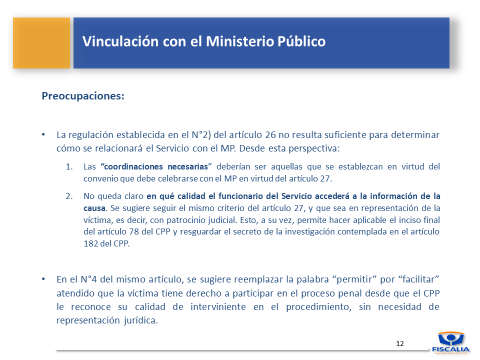 Vinculación con el Ministerio Público
Preocupaciones:
• La regulación establecida en el N°2) del artículo 26 no resulta suficiente para determinar
cómo se relacionará el Servicio con el MP. Desde esta perspectiva:
1. Las “coordinaciones necesarias” deberían ser aquellas que se establezcan en virtud del
convenio que debe celebrarse con el MP en virtud del artículo 27.
2. No queda claro en qué calidad el funcionario del Servicio accederá a la información de la
causa. Se sugiere seguir el mismo criterio del artículo 27, y que sea en representación de la
víctima, es decir, con patrocinio judicial. Esto, a su vez, permite hacer aplicable el inciso final
del artículo 78 del CPP y resguardar el secreto de la investigación contemplada en el artículo
182 del CPP.
• En el N°4 del mismo artículo, se sugiere reemplazar la palabra “permitir” por “facilitar”
atendido que la víctima tiene derecho a participar en el proceso penal desde que el CPP
le reconoce su calidad de interviniente en el procedimiento, sin necesidad de
representación jurídica.
12
FISCALIA